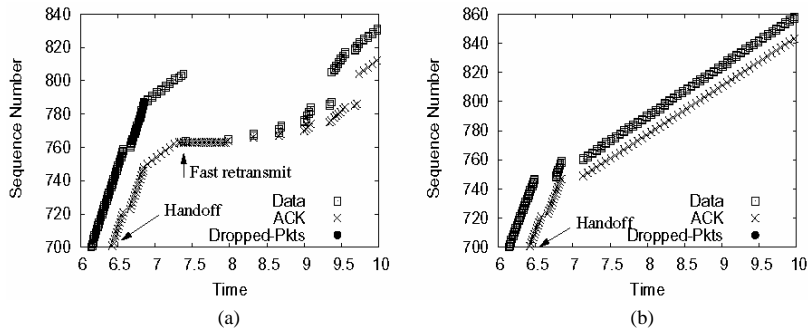 840
820
800
780
760
740
720
700
Sequence Number
Fast retransmit
Handoff
Data
ACK
Dropped-Pkts
6 6.5 7 7.5 8 8.5 9 9.5 10
Time
(a)
860
840
820
800
780
760
740
720
700
Sequence Number
Data
ACK
Handoff
Dropped-Pkts
6 6.5 7 7.5 8 8.5 9 9.5 10
Time
(b)